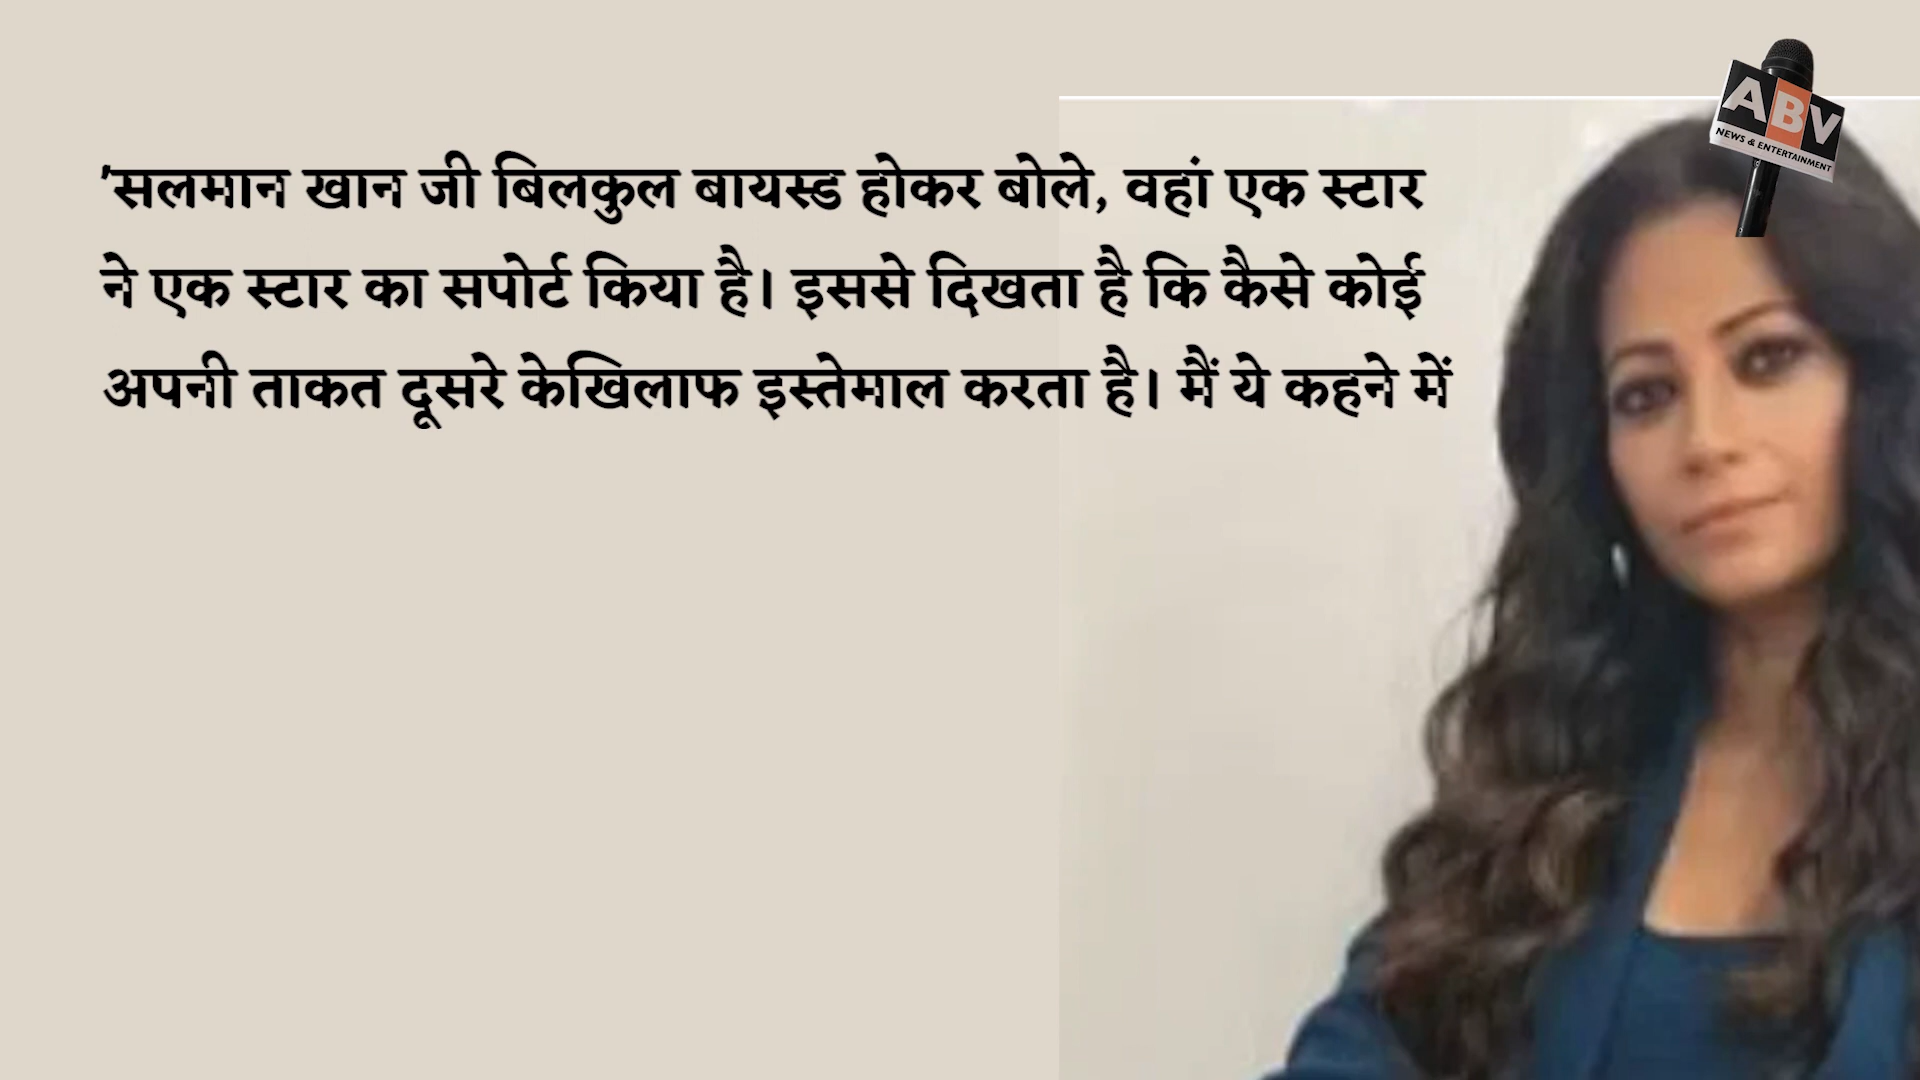 'सलमान खान जी बिलकुल बायस्ड होकर बोले, वहां एक स्टार
ने एक स्टार का सपोर्ट किया है। इससे दिखता है कि कैसे कोई
अपनी ताकत दूसरे केखिलाफ इस्तेमाल करता है। मैं ये कहने में
ABV
NEWS & ENTERTAINMENT